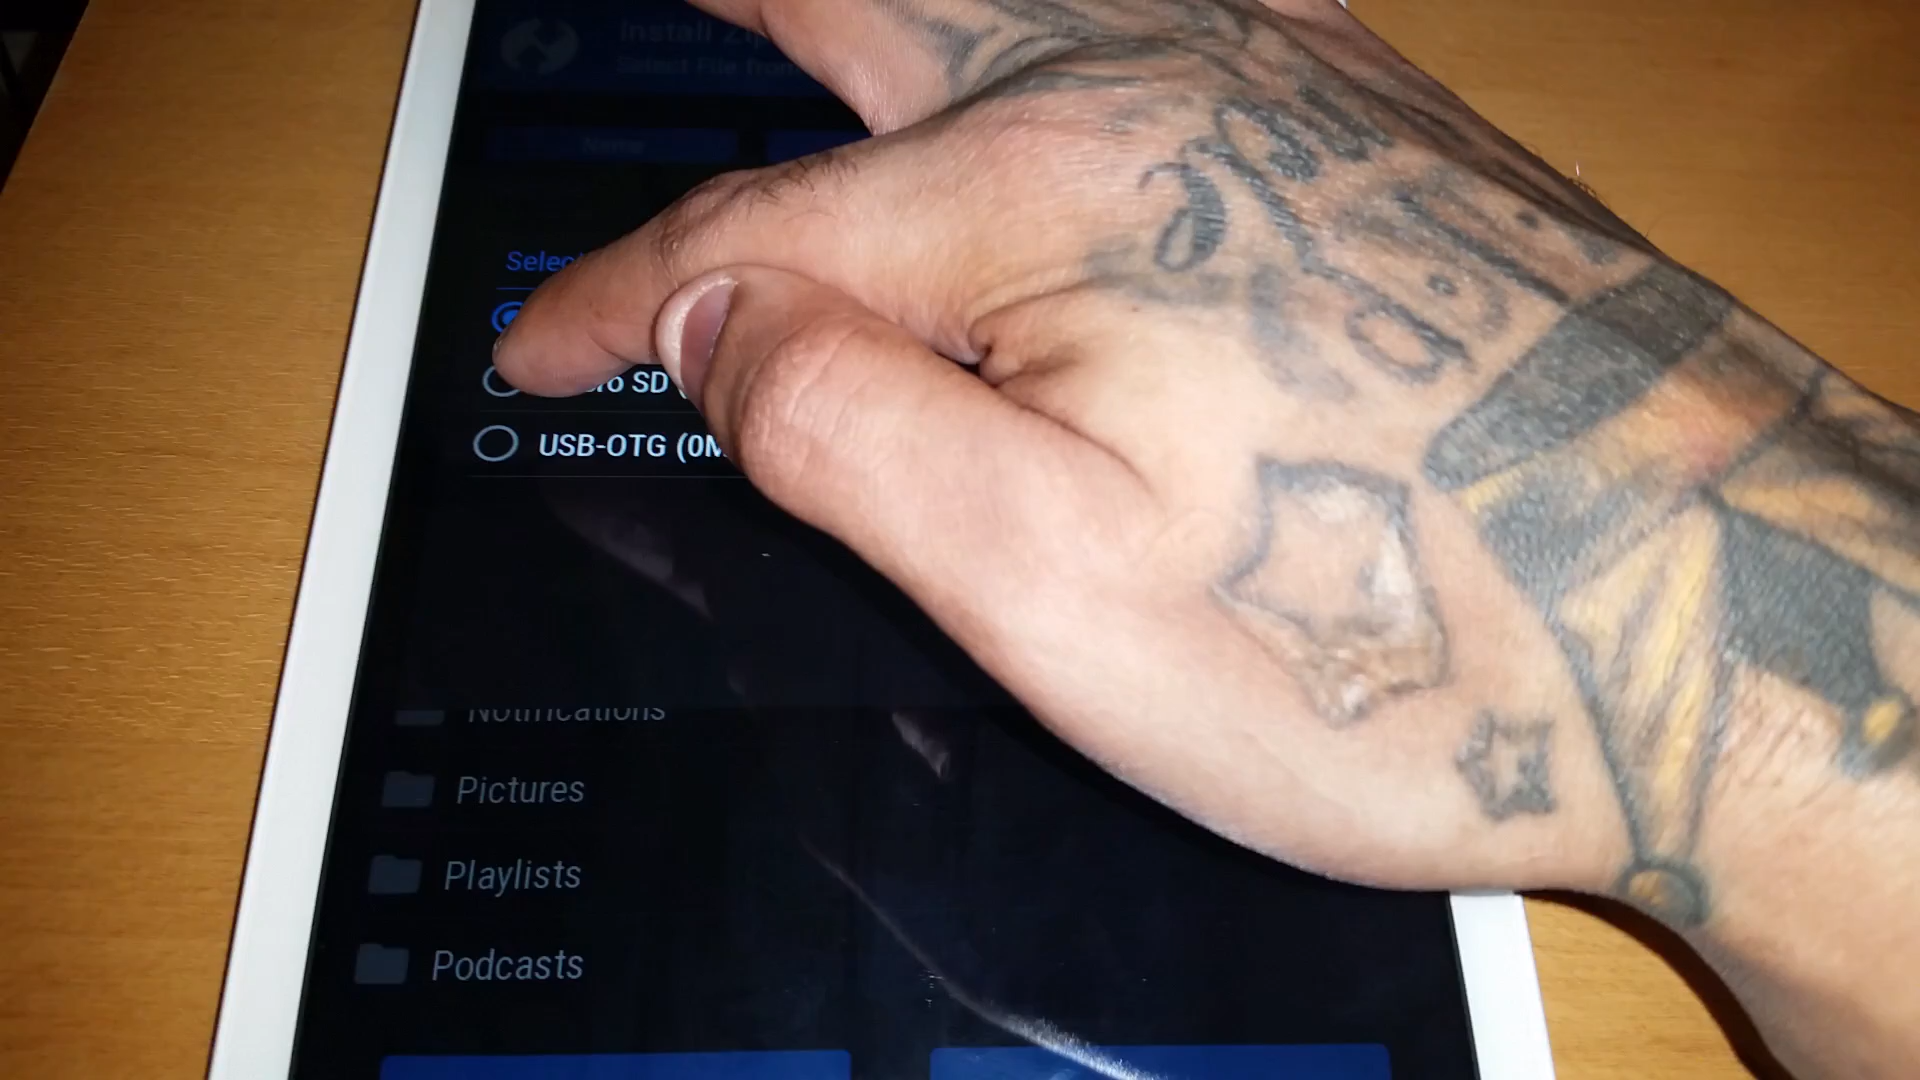 Install Zip
Select File from
Name
Select
SD
USB-OTG (0M
Notifications
Pictures
Playlists
Podcasts